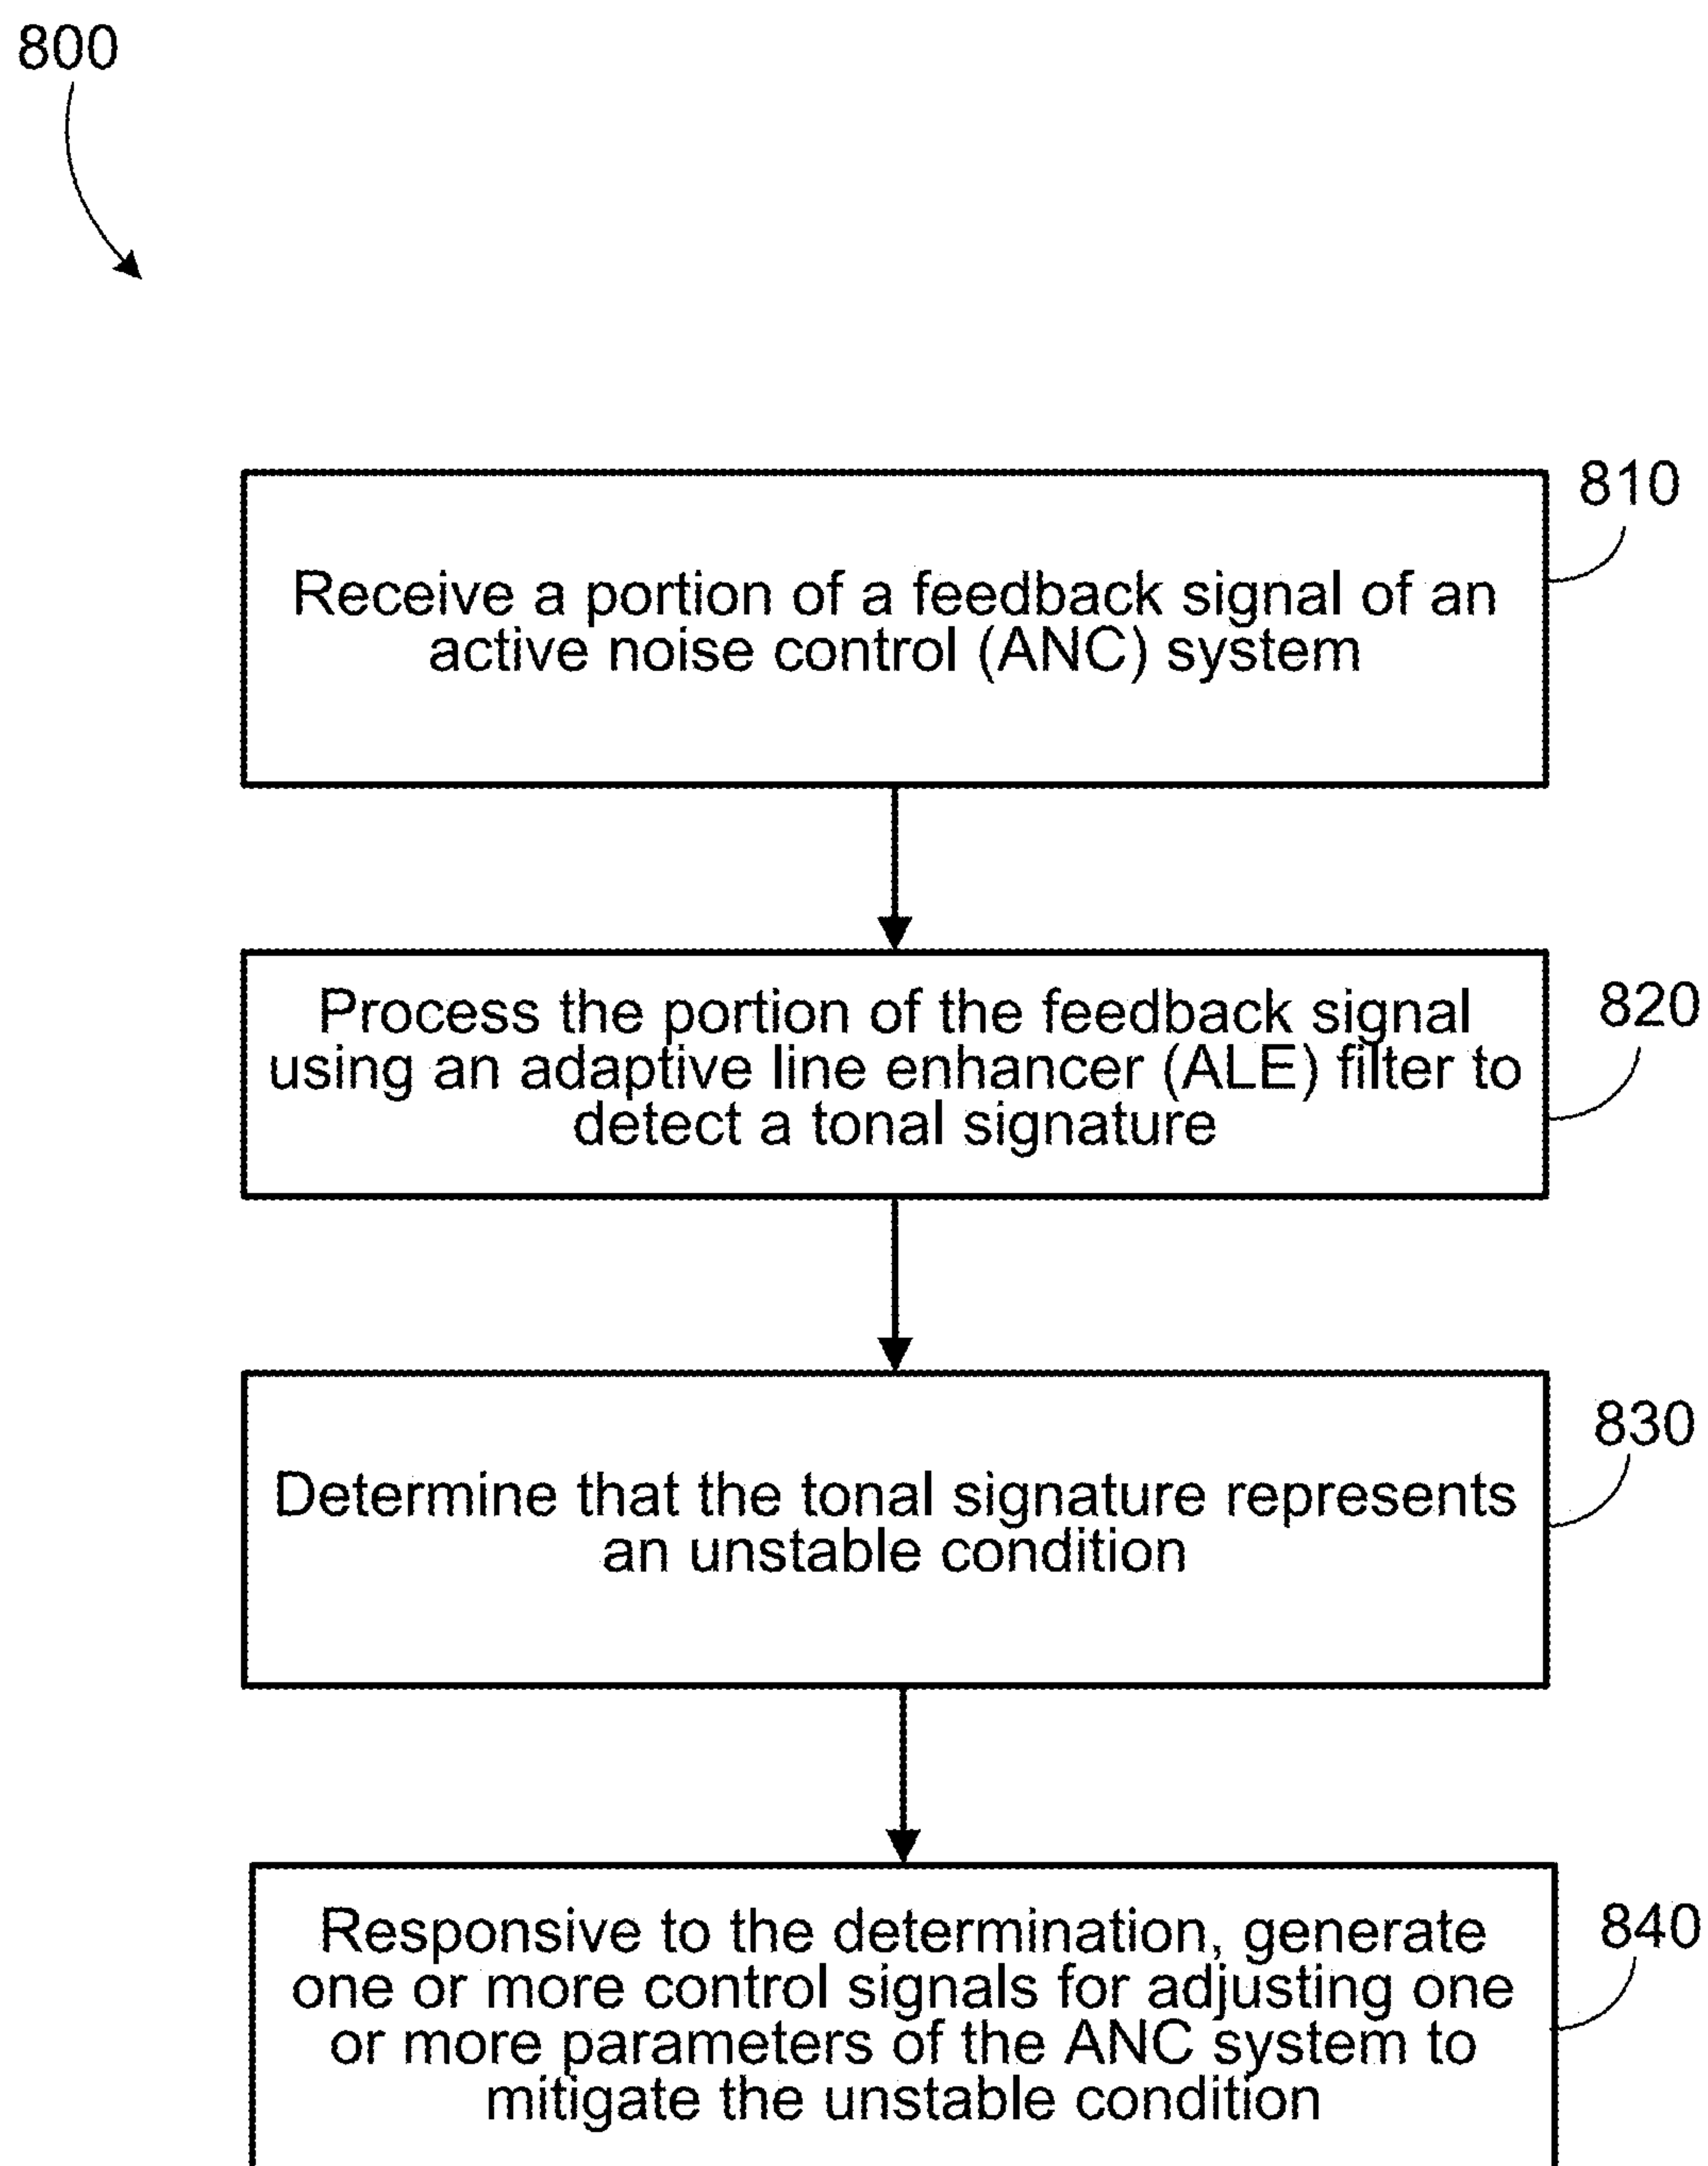 800
810
Receive a portion of a feedback signal of an
active noise control (ANC) system
820
Process the portion of the feedback signal
using an adaptive line enhancer (ALE) filter to
detect a tonal signature
830
Determine that the tonal signature represents
an unstable condition
840
Responsive to the determination, generate
one or more control signals for adjusting one
or more parameters of the ANC system to
mitigate the unstable condition